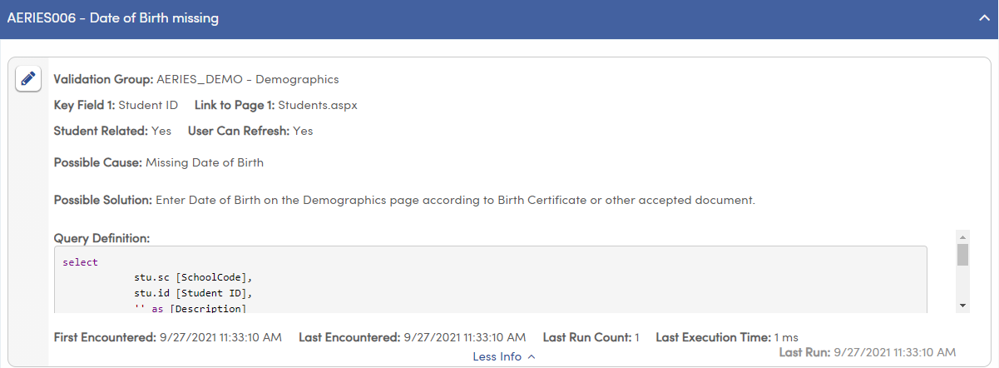 AERIES006 - Date of Birth missing
Validation Group: AERIES_DEMO - Demographics
Key Field 1: Student ID Link to Page 1: Students.aspx
Student Related: Yes User Can Refresh: Yes
Possible Cause: Missing Date of Birth
Possible Solution: Enter Date of Birth on the Demographics page according to Birth Certificate or other accepted document.
Query Definition:
select
stu.sc [SchoolCode],
stu.id [Student ID],
'' as [Description]
First Encountered: 9/27/2021 11:33:10 AM Last Encountered: 9/27/2021 11:33:10 AM Last Run Count: 1 Last Execution Time: 1 ms
Last Run: 9/27/2021 11:33:10 AM
Less Info